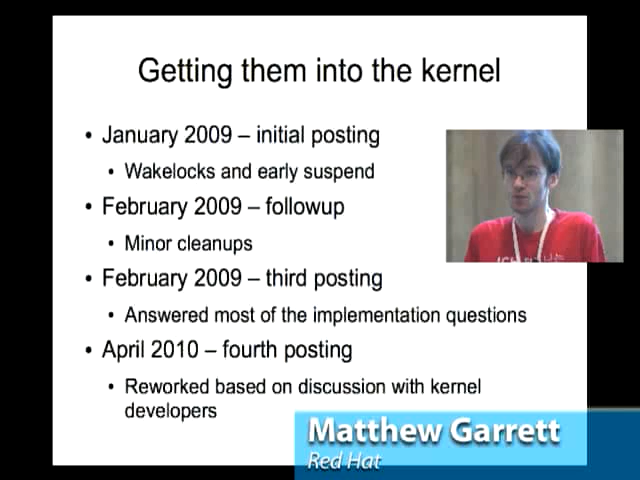 Getting them into the kernel
• January 2009 – initial posting
• Wakelocks and early suspend
• February 2009 – followup
• Minor cleanups
• February 2009 – third posting
• Answered most of the implementation questions
• April 2010 – fourth posting
• Reworked based on discussion with kernel
developers
Matthew Garrett
Red Hat